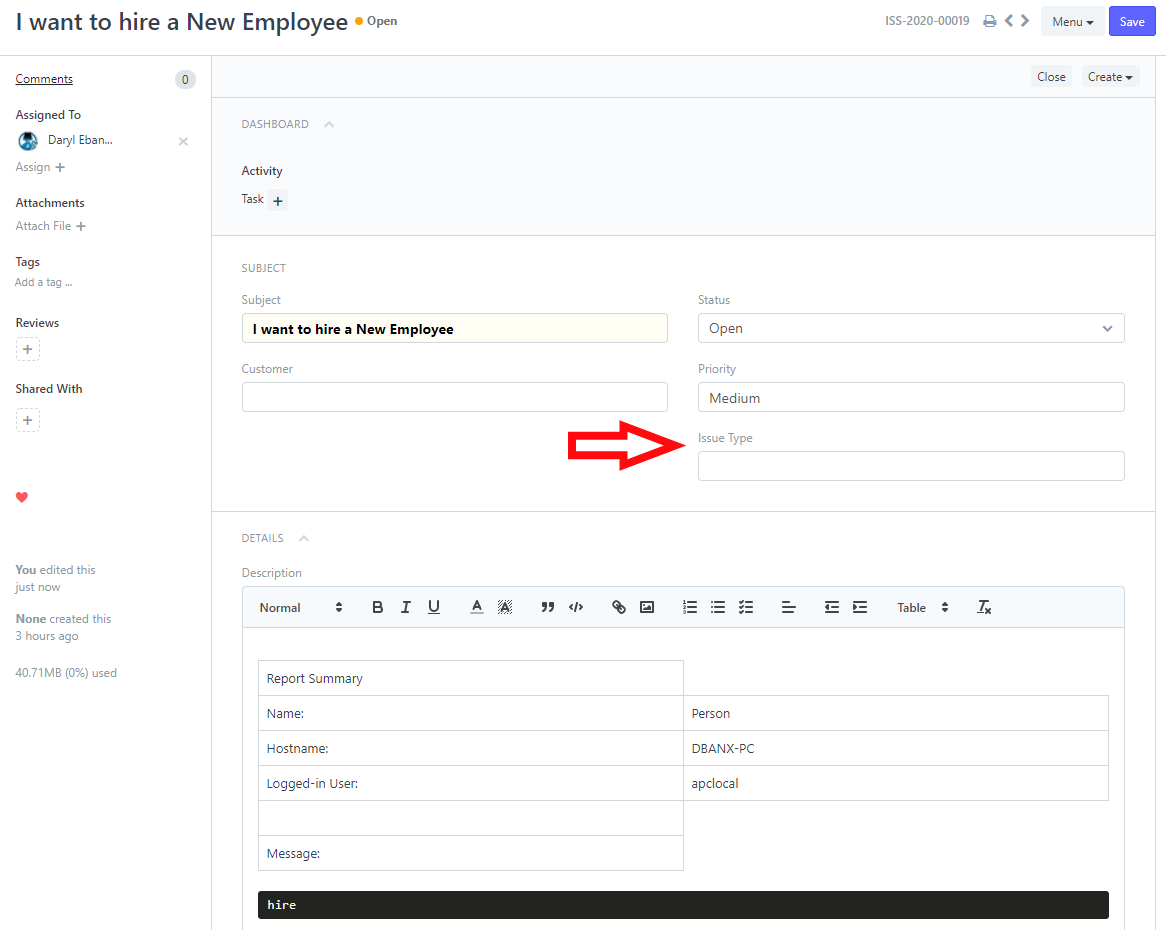 I want to hire a New Employee Open ISS-2020-00019 Menu Save
Comments 0
Close Create
Assigned To
Daryl Eban...
Assign +
Attachments
Attach File +
Tags
Add a tag ...
Reviews
+
Shared With
+
You edited this
just now
None created this
3 hours ago
40.71MB (0%) used
DASHBOARD
Activity
Task +
SUBJECT
Subject
I want to hire a New Employee
Status
Open
Customer
Priority
Medium
Issue Type
DETAILS
Description
Normal B I U A A Table Tx
Report Summary
Name: Person
Hostname: DBANX-PC
Logged-in User: apclocal
Message:
hire